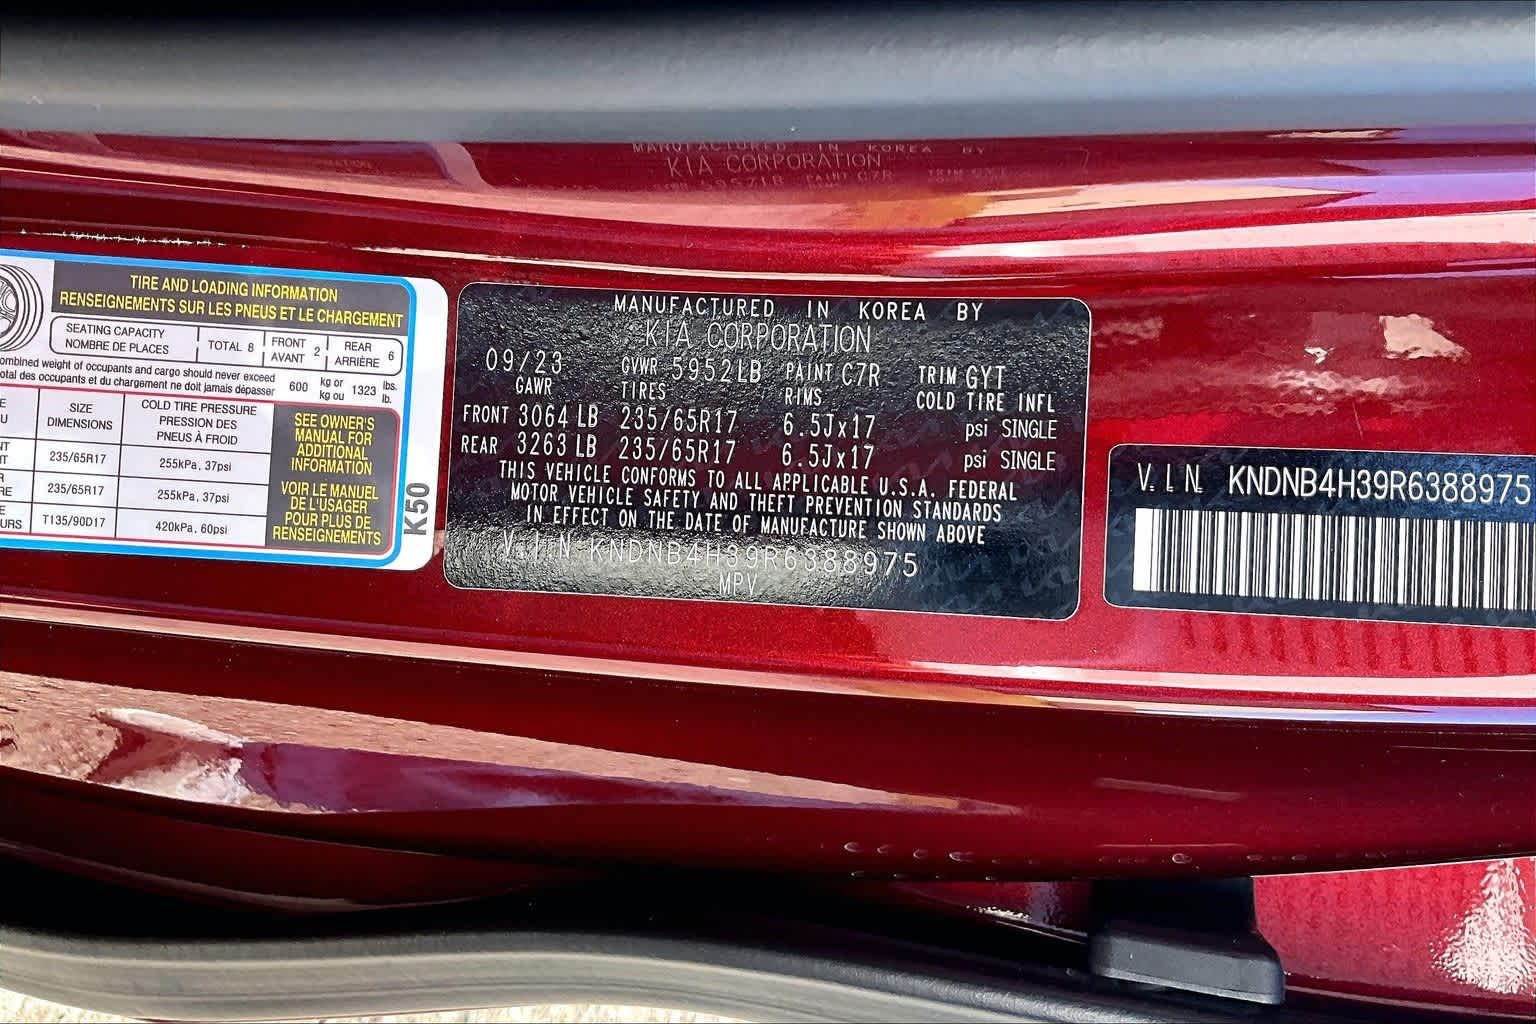 MANUFACTURED IN KOREA BY
KIA CORPORATION
TIRE AND LOADING INFORMATION
RENSEIGNEMENTS SUR LES PNEUS ET LE CHARGEMENT
SEATING CAPACITY
NOMBRE DE PLACES
TOTAL 8
FRONT
AVANT 2
REAR
ARRIÈRE 6
ombined weight of occupants and cargo should never exceed
otal des occupants et du chargement ne doit jamais dépasser
600 kg or
kg ou 1323 lbs.
lb.
SIZE
DIMENSIONS
COLD TIRE PRESSURE
PRESSION DES
PNEUS À FROID
235/65R17 255kPa, 37psi
235/65R17 255kPa, 37psi
T135/90D17 420kPa, 60psi
SEE OWNER'S
MANUAL FOR
ADDITIONAL
INFORMATION
VOIR LE MANUEL
DE L'USAGER
POUR PLUS DE
RENSEIGNEMENTS
K50
MANUFACTURED IN KOREA BY
KIA CORPORATION
09/23 GVWR 5952LB PAINT C7R TRIM GYT
GAWR TIRES RIMS COLD TIRE INFL
FRONT 3064 LB 235/65R17 6.5Jx17 psi SINGLE
REAR 3263 LB 235/65R17 6.5Jx17 psi SINGLE
THIS VEHICLE CONFORMS TO ALL APPLICABLE U.S.A. FEDERAL
MOTOR VEHICLE SAFETY AND THEFT PREVENTION STANDARDS
IN EFFECT ON THE DATE OF MANUFACTURE SHOWN ABOVE
V.I.N KNDNB4H39R6388975
MPV
V.I.N. KNDNB4H39R6388975